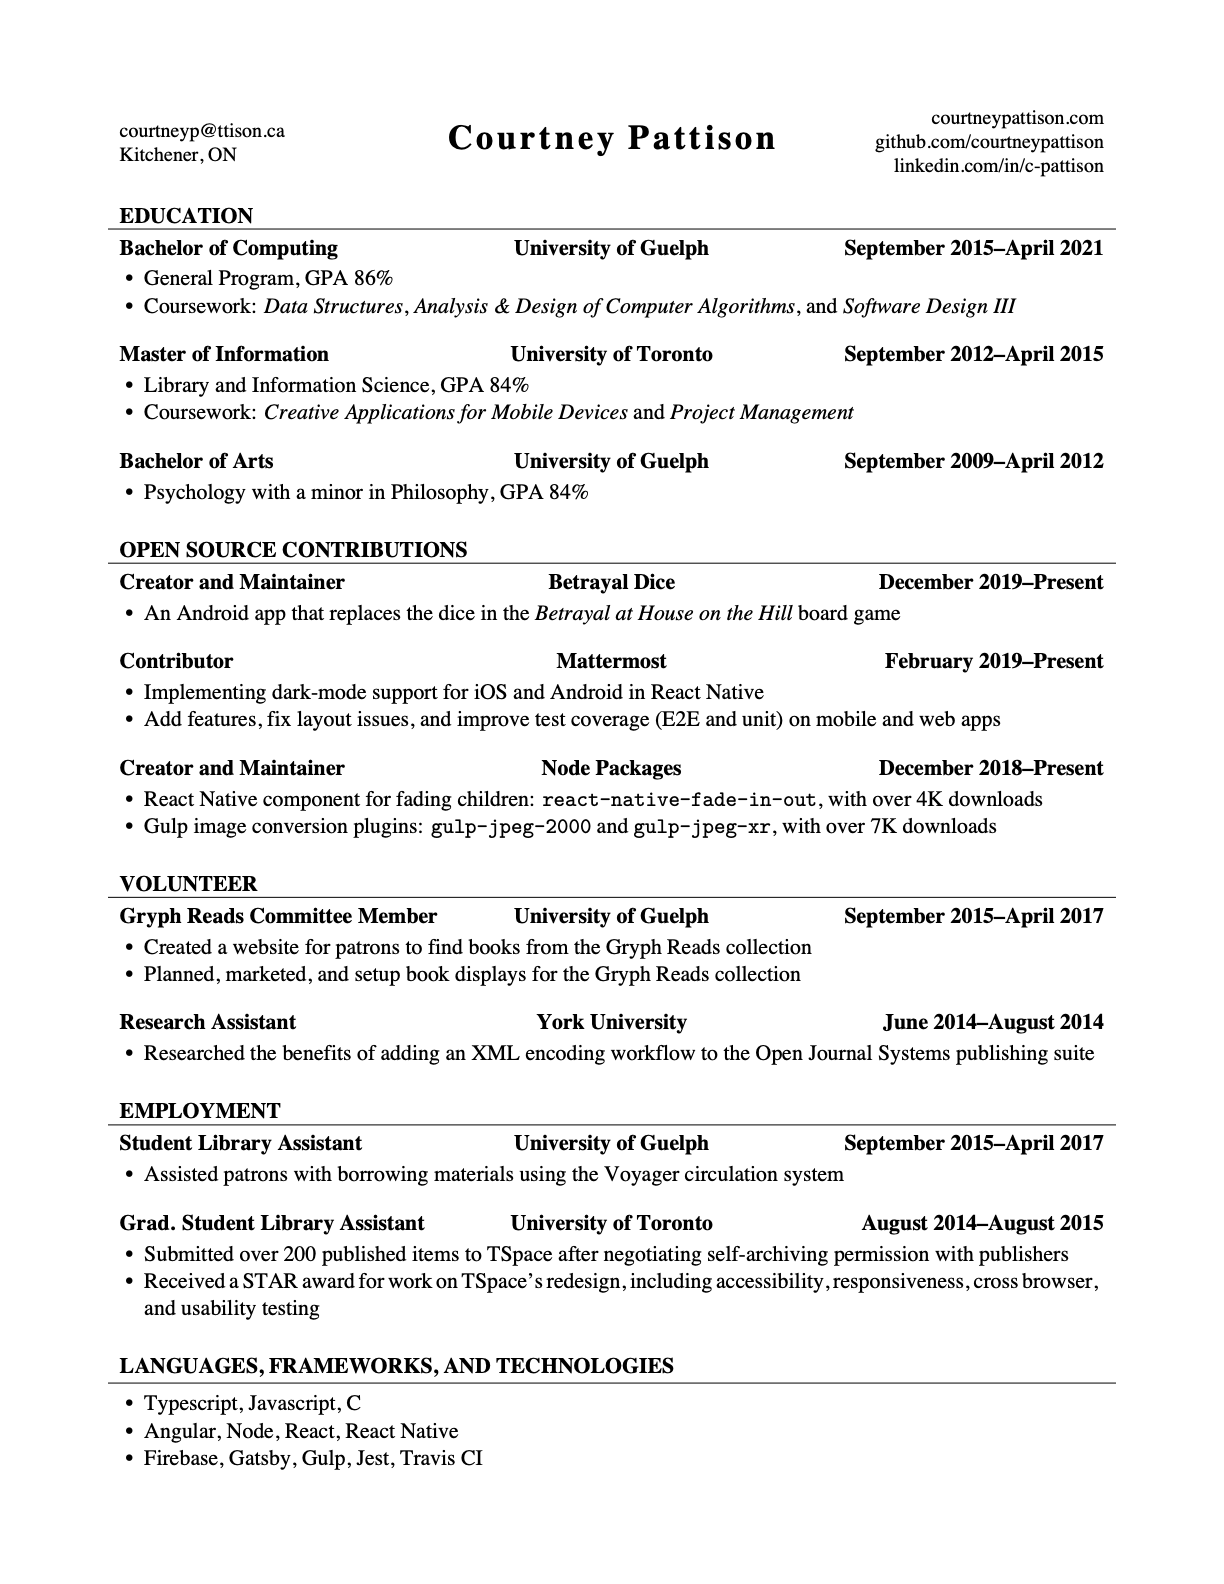 courtneyp@ttison.ca
Kitchener, ON
Courtney Pattison
courtneypattison.com
github.com/courtneypattison
linkedin.com/in/c-pattison
EDUCATION
Bachelor of Computing University of Guelph September 2015–April 2021
• General Program, GPA 86%
• Coursework: Data Structures, Analysis & Design of Computer Algorithms, and Software Design III
Master of Information University of Toronto September 2012–April 2015
• Library and Information Science, GPA 84%
• Coursework: Creative Applications for Mobile Devices and Project Management
Bachelor of Arts University of Guelph September 2009–April 2012
• Psychology with a minor in Philosophy, GPA 84%
OPEN SOURCE CONTRIBUTIONS
Creator and Maintainer Betrayal Dice December 2019–Present
• An Android app that replaces the dice in the Betrayal at House on the Hill board game
Contributor Mattermost February 2019–Present
• Implementing dark-mode support for iOS and Android in React Native
• Add features, fix layout issues, and improve test coverage (E2E and unit) on mobile and web apps
Creator and Maintainer Node Packages December 2018–Present
• React Native component for fading children: react-native-fade-in-out, with over 4K downloads
• Gulp image conversion plugins: gulp-jpeg-2000 and gulp-jpeg-xr, with over 7K downloads
VOLUNTEER
Gryph Reads Committee Member University of Guelph September 2015–April 2017
• Created a website for patrons to find books from the Gryph Reads collection
• Planned, marketed, and setup book displays for the Gryph Reads collection
Research Assistant York University June 2014–August 2014
• Researched the benefits of adding an XML encoding workflow to the Open Journal Systems publishing suite
EMPLOYMENT
Student Library Assistant University of Guelph September 2015–April 2017
• Assisted patrons with borrowing materials using the Voyager circulation system
Grad. Student Library Assistant University of Toronto August 2014–August 2015
• Submitted over 200 published items to TSpace after negotiating self-archiving permission with publishers
• Received a STAR award for work on TSpace’s redesign, including accessibility, responsiveness, cross browser,
and usability testing
LANGUAGES, FRAMEWORKS, AND TECHNOLOGIES
• Typescript, Javascript, C
• Angular, Node, React, React Native
• Firebase, Gatsby, Gulp, Jest, Travis CI